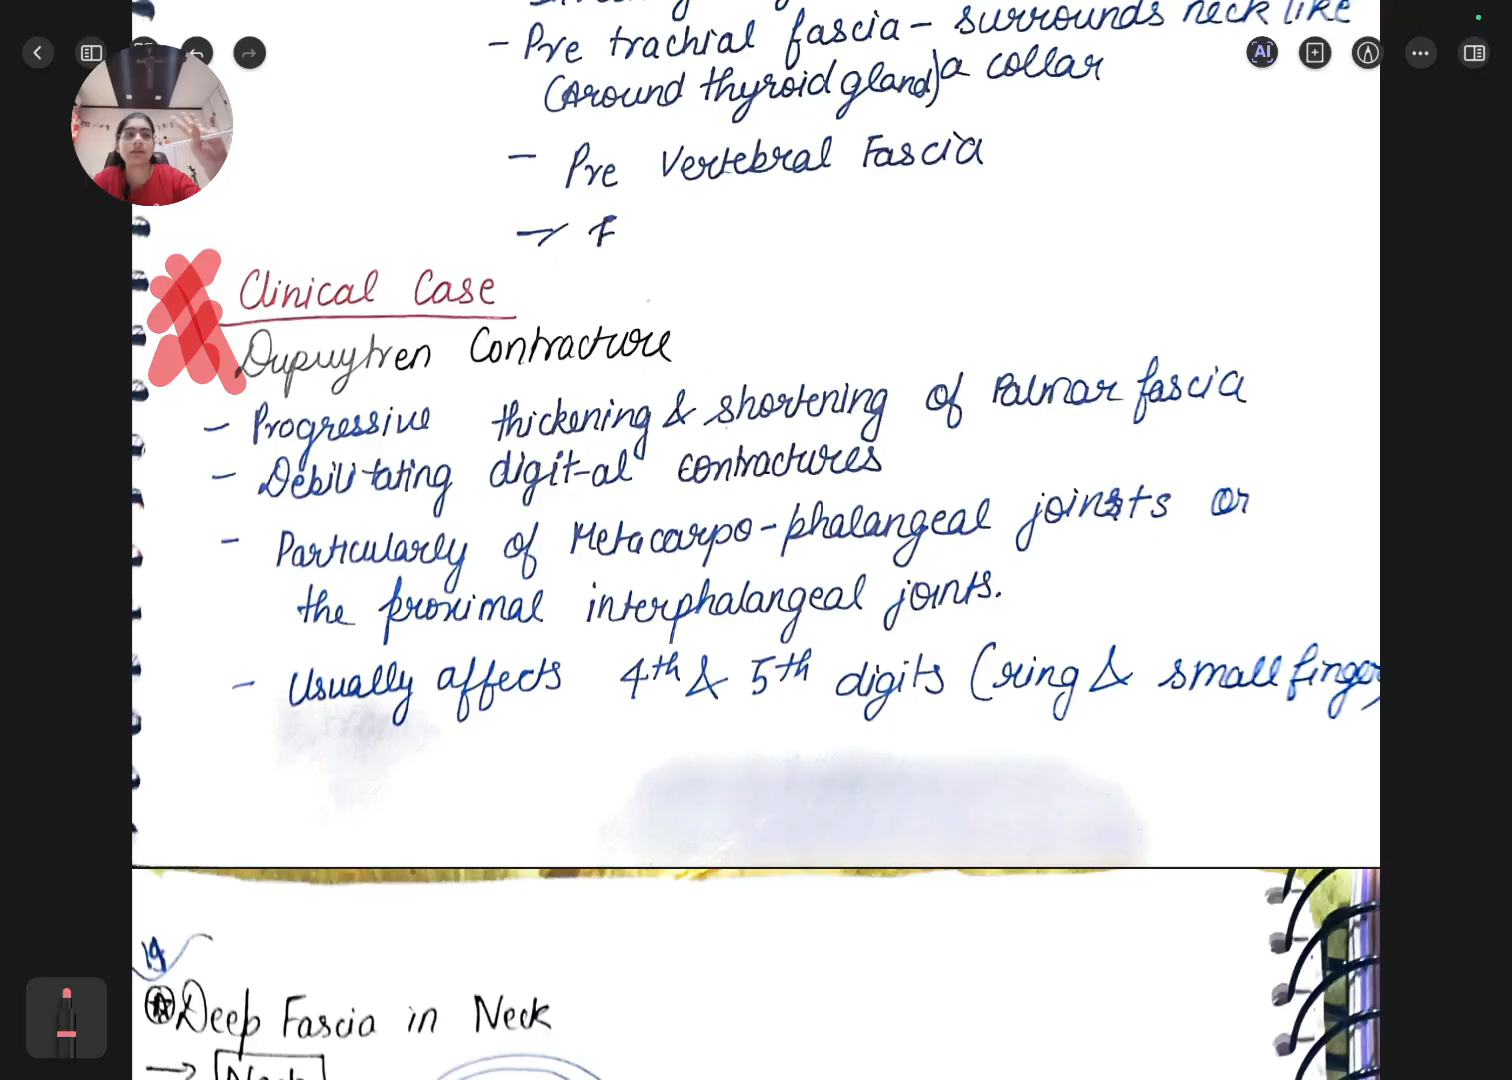 - Pre trachial fascia - surrounds neck like
(Around thyroid gland) a collar
- Pre Vertebral Fascia
→ F
Clinical Case
Dupuytren Contracture
- Progressive thickening & shortening of Palmar fascia
- Debilitating digit-al contractures
- Particularly of Metacarpo-phalangeal joints or
the proximal interphalangeal joints.
- Usually affects 4th & 5th digits (ring & small finger)
19
Deep Fascia in Neck
→ Neck
AI